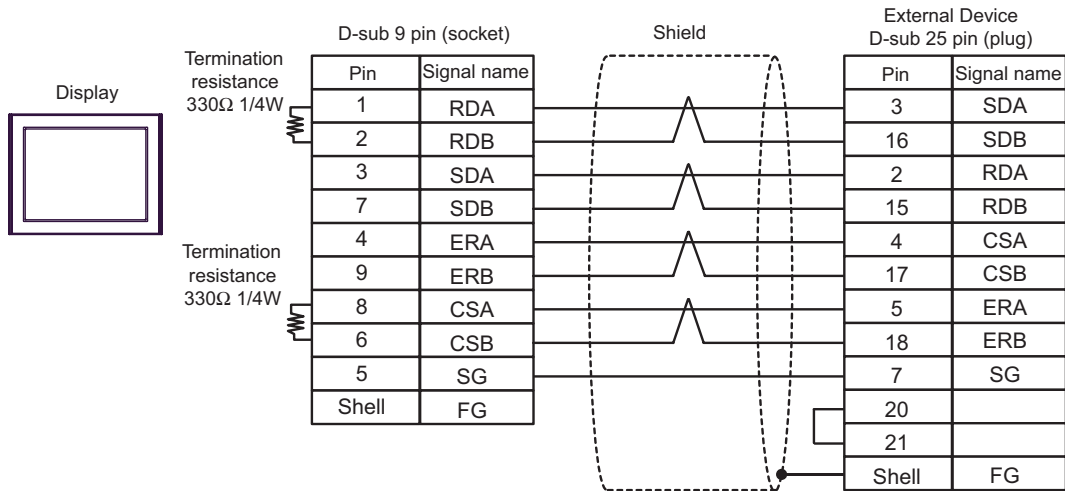 External Device
D-sub 9 pin (socket)
Shield
D-sub 25 pin (plug)
Display
Termination
resistance
330Ω 1/4W
Pin Signal name
1 RDA
2 RDB
3 SDA
7 SDB
4 ERA
9 ERB
8 CSA
6 CSB
5 SG
Shell FG
Termination
resistance
330Ω 1/4W
Pin Signal name
3 SDA
16 SDB
2 RDA
15 RDB
4 CSA
17 CSB
5 ERA
18 ERB
7 SG
20
21
Shell FG